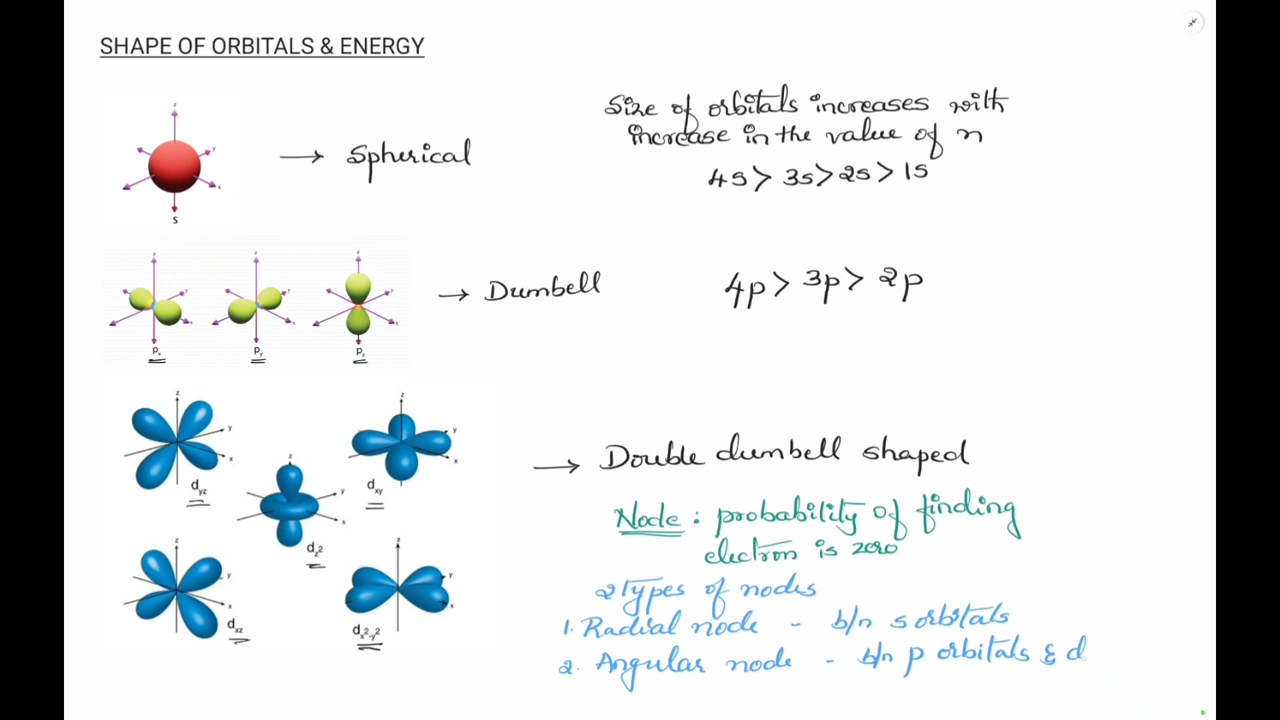 SHAPE OF ORBITALS & ENERGY
z
y
x
s
→ Spherical
Size of orbitals increases with
increase in the value of n
4s > 3s > 2s > 1s
z
y
x
Px
z
y
x
Py
z
y
x
Pz
→ Dumbell
4p > 3p > 2p
z
y
x
dyz
z
y
x
dxy
z
y
x
dz2
z
y
x
dxz
z
y
x
dx2-y2
→ Double dumbell shaped
Node : probability of finding
electron is zero
2 types of nodes
1. Radial node - b/n s orbitals
2. Angular node - b/n p orbitals & d